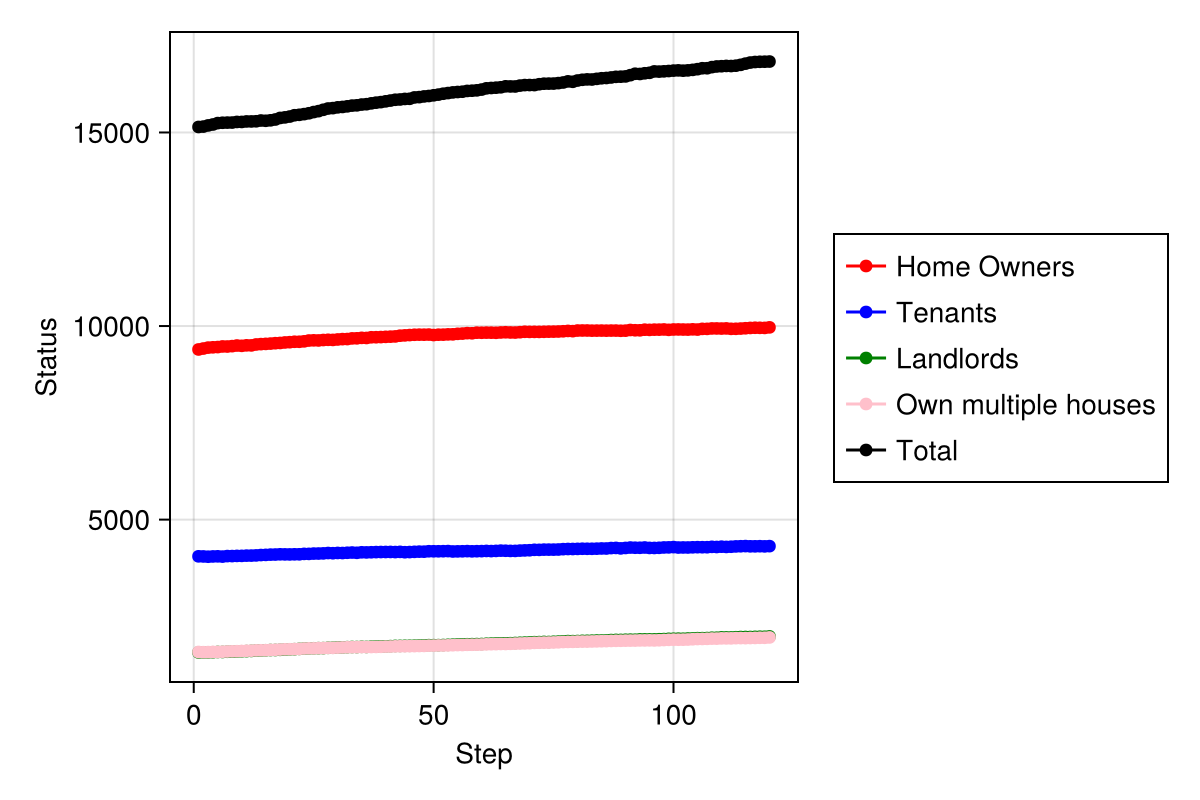 15000
10000
5000
Status
0
50
100
Step
Home Owners
Tenants
Landlords
Own multiple houses
Total